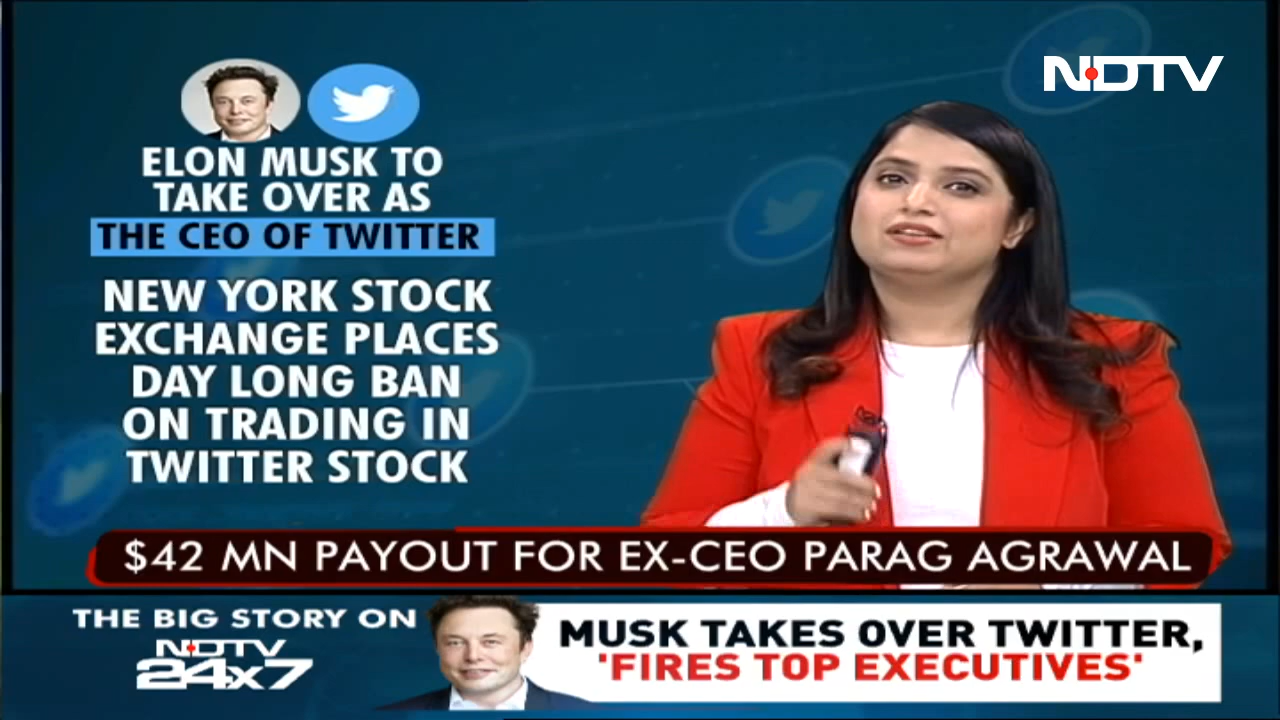 NDTV
ELON MUSK TO
TAKE OVER AS
THE CEO OF TWITTER
NEW YORK STOCK
EXCHANGE PLACES
DAY LONG BAN
ON TRADING IN
TWITTER STOCK
$42 MN PAYOUT FOR EX-CEO PARAG AGRAWAL
THE BIG STORY ON
NDTV
24x7
MUSK TAKES OVER TWITTER,
'FIRES TOP EXECUTIVES'